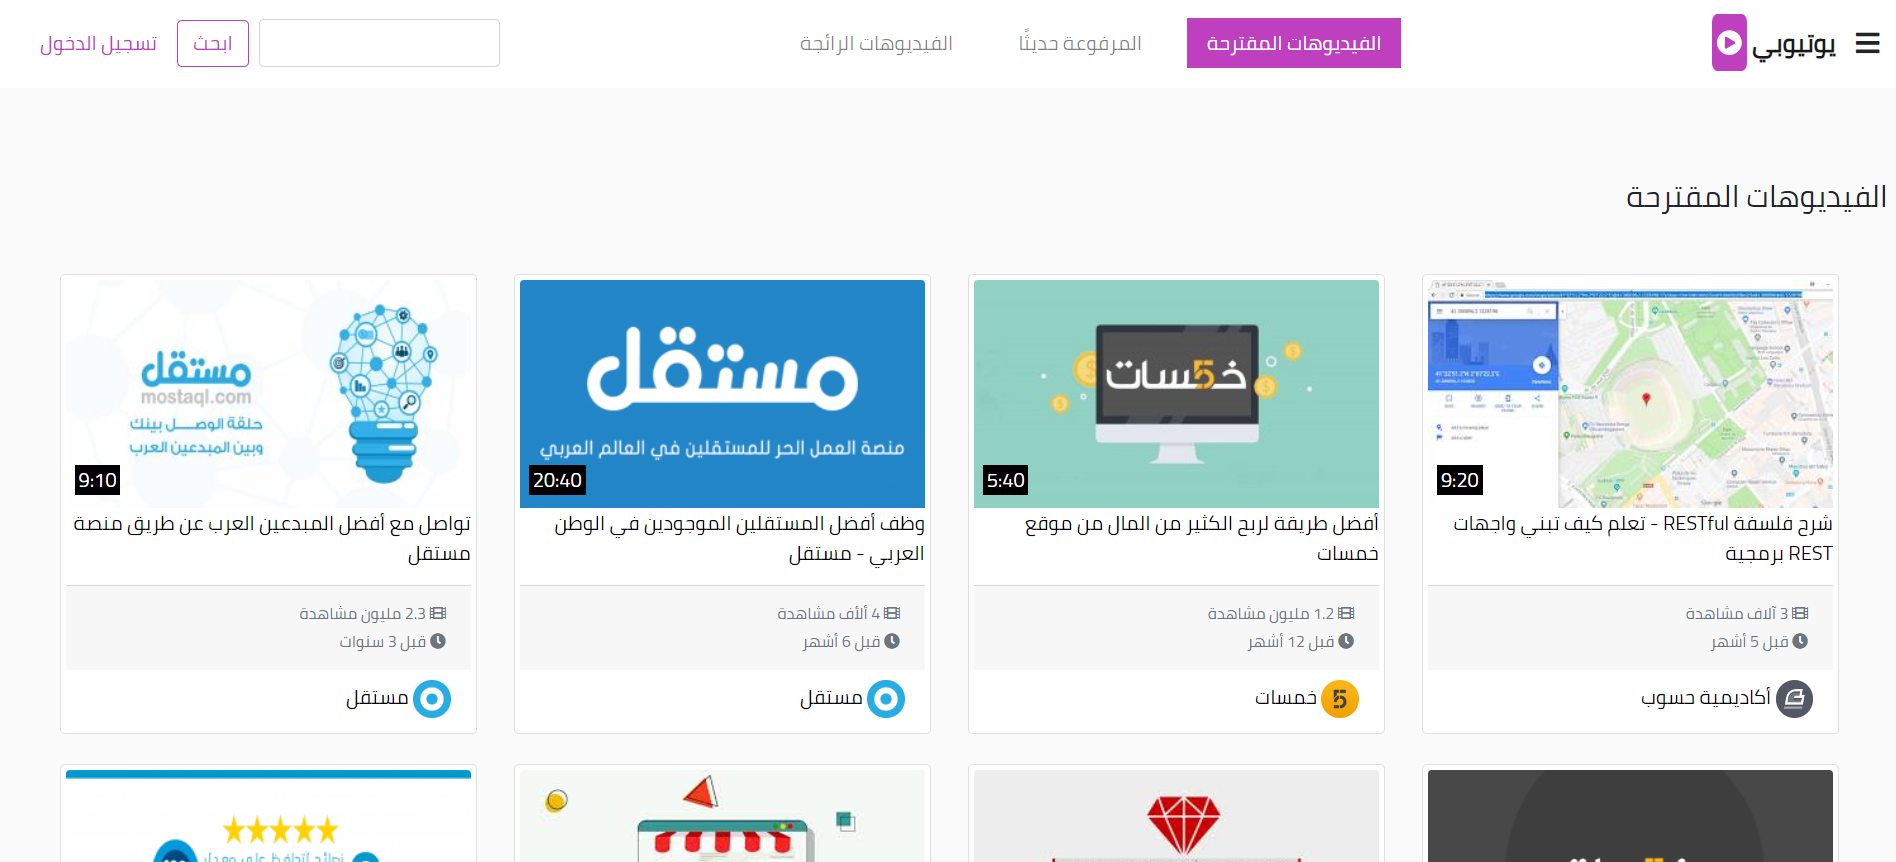 يوتيوبي
الفيديوهات المقترحة
المرفوعة حديثًا
الفيديوهات الرائجة
ابحث
تسجيل الدخول
الفيديوهات المقترحة
9:20
شرح فلسفة RESTful - تعلم كيف تبني واجهات
REST برمجية
3 آلاف مشاهدة
قبل 5 أشهر
أكاديمية حسوب
خمسات
5:40
أفضل طريقة لربح الكثير من المال من موقع
خمسات
1.2 مليون مشاهدة
قبل 12 أشهر
خمسات
مستقل
منصة العمل الحر للمستقلين في العالم العربي
20:40
وظف أفضل المستقلين الموجودين في الوطن
العربي - مستقل
4 ألأف مشاهدة
قبل 6 أشهر
مستقل
مستقل
mostaql.com
حلقة الوصــل بينك
وبين المبدعين العرب
9:10
تواصل مع أفضل المبدعين العرب عن طريق منصة
مستقل
2.3 مليون مشاهدة
قبل 3 سنوات
مستقل